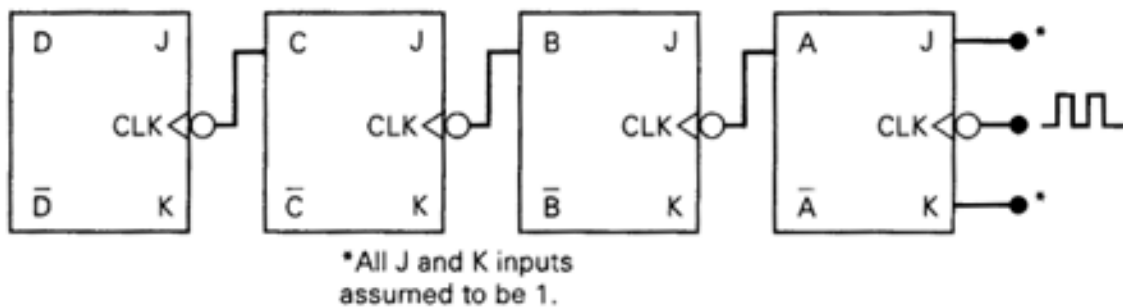 D J C J B J A J *
CLK CLK CLK CLK
D̅ K C̅ K B̅ K A̅ K *
*All J and K inputs
assumed to be 1.